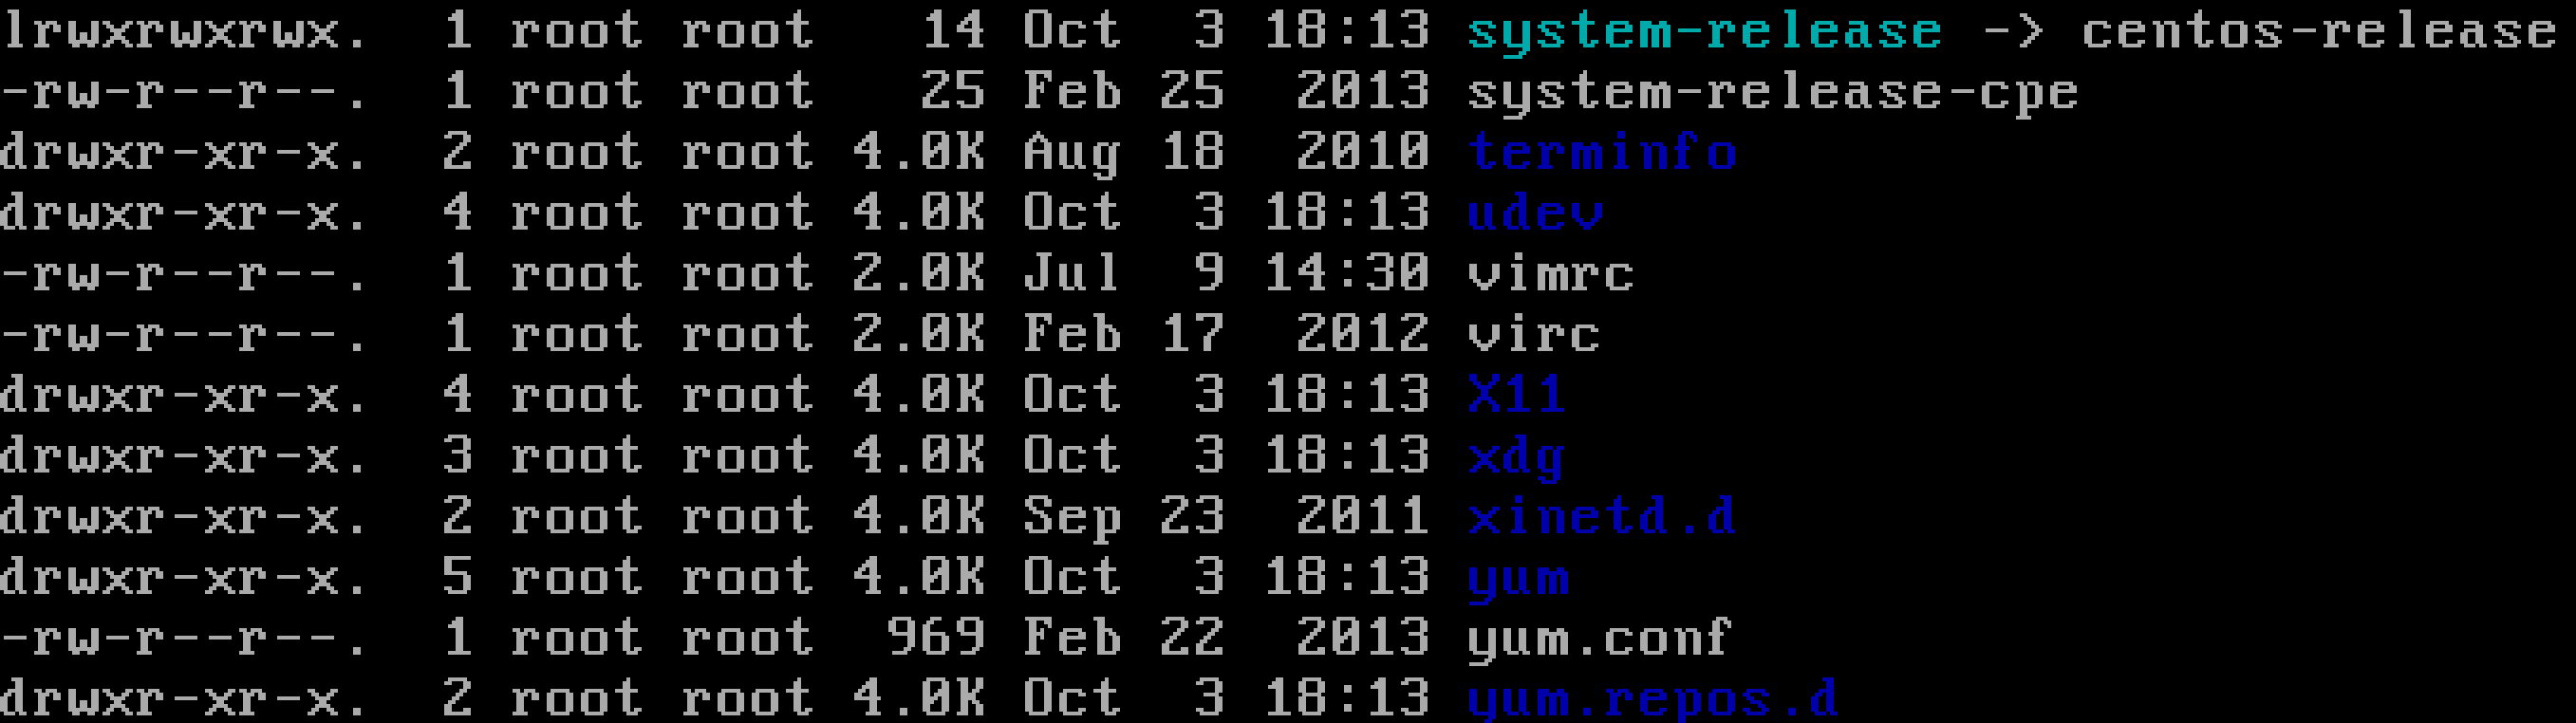 lrwxrwxrwx.  1 root root   14 Oct  3 18:13 system-release -> centos-release
-rw-r--r--.  1 root root   25 Feb 25  2013 system-release-cpe
drwxr-xr-x.  2 root root 4.0K Aug 18  2010 terminfo
drwxr-xr-x.  4 root root 4.0K Oct  3 18:13 udev
-rw-r--r--.  1 root root 2.0K Jul  9 14:30 vimrc
-rw-r--r--.  1 root root 2.0K Feb 17  2012 virc
drwxr-xr-x.  4 root root 4.0K Oct  3 18:13 X11
drwxr-xr-x.  3 root root 4.0K Oct  3 18:13 xdg
drwxr-xr-x.  2 root root 4.0K Sep 23  2011 xinetd.d
drwxr-xr-x.  5 root root 4.0K Oct  3 18:13 yum
-rw-r--r--.  1 root root  969 Feb 22  2013 yum.conf
drwxr-xr-x.  2 root root 4.0K Oct  3 18:13 yum.repos.d